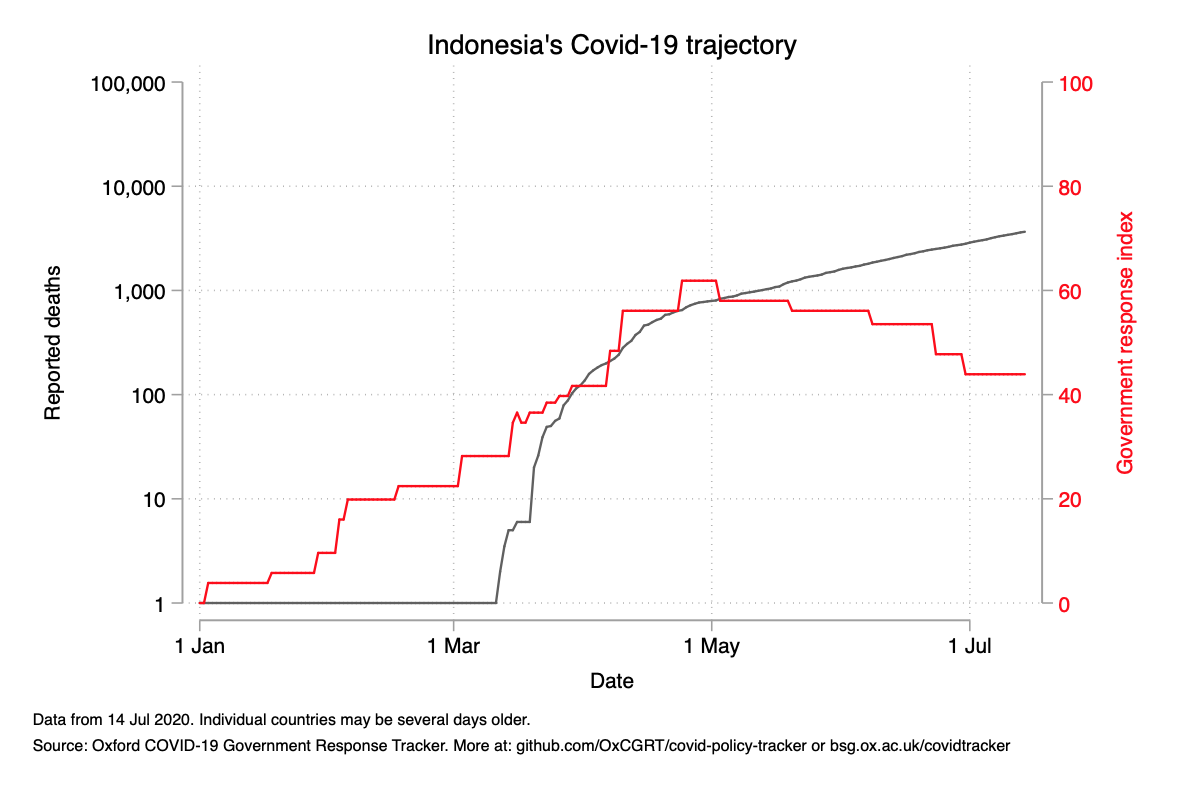 Indonesia's Covid-19 trajectory
100,000
10,000
1,000
100
10
1
Reported deaths
100
80
60
40
20
0
Government response index
1 Jan
1 Mar
1 May
1 Jul
Date
Data from 14 Jul 2020. Individual countries may be several days older.
Source: Oxford COVID-19 Government Response Tracker. More at: github.com/OxCGRT/covid-policy-tracker or bsg.ox.ac.uk/covidtracker